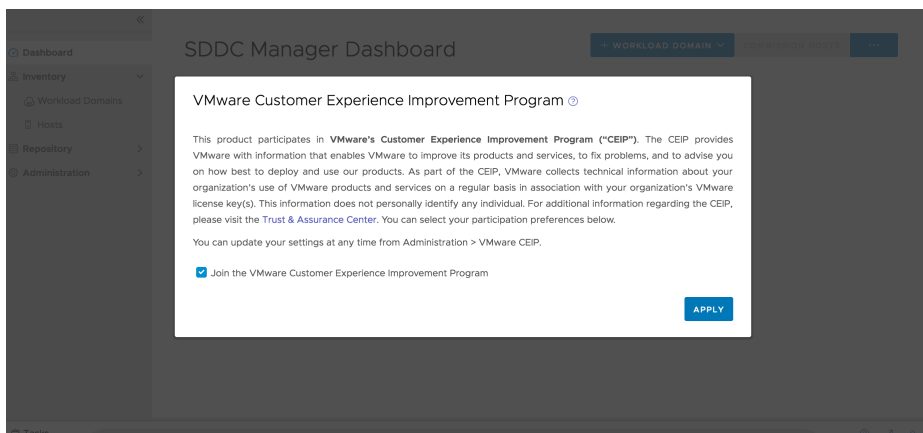 «
Dashboard
SDDC Manager Dashboard
+ WORKLOAD DOMAIN
COMMISSION HOSTS
...
Inventory
Workload Domains
Hosts
Repository
Administration
VMware Customer Experience Improvement Program
This product participates in VMware's Customer Experience Improvement Program (“CEIP”). The CEIP provides
VMware with information that enables VMware to improve its products and services, to fix problems, and to advise you
on how best to deploy and use our products. As part of the CEIP, VMware collects technical information about your
organization's use of VMware products and services on a regular basis in association with your organization's VMware
license key(s). This information does not personally identify any individual. For additional information regarding the CEIP,
please visit the Trust & Assurance Center. You can select your participation preferences below.
You can update your settings at any time from Administration > VMware CEIP.
Join the VMware Customer Experience Improvement Program
APPLY
Tasks